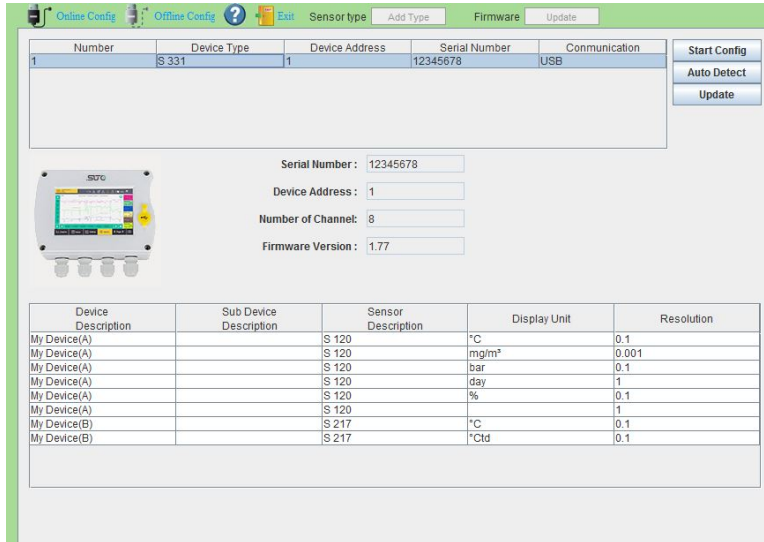 Online Config Offline Config ? Exit Sensor type Add Type Firmware Update
Number Device Type Device Address Serial Number Conmunication
1 S 331 1 12345678 USB
Start Config
Auto Detect
Update
SUTO
Serial Number : 12345678
Device Address : 1
Number of Channel: 8
Firmware Version : 1.77
Device Description Sub Device Description Sensor Description Display Unit Resolution
My Device(A) S 120 °C 0.1
My Device(A) S 120 mg/m³ 0.001
My Device(A) S 120 bar 0.1
My Device(A) S 120 day 1
My Device(A) S 120 % 0.1
My Device(A) S 120 1
My Device(B) S 217 °C 0.1
My Device(B) S 217 °Ctd 0.1